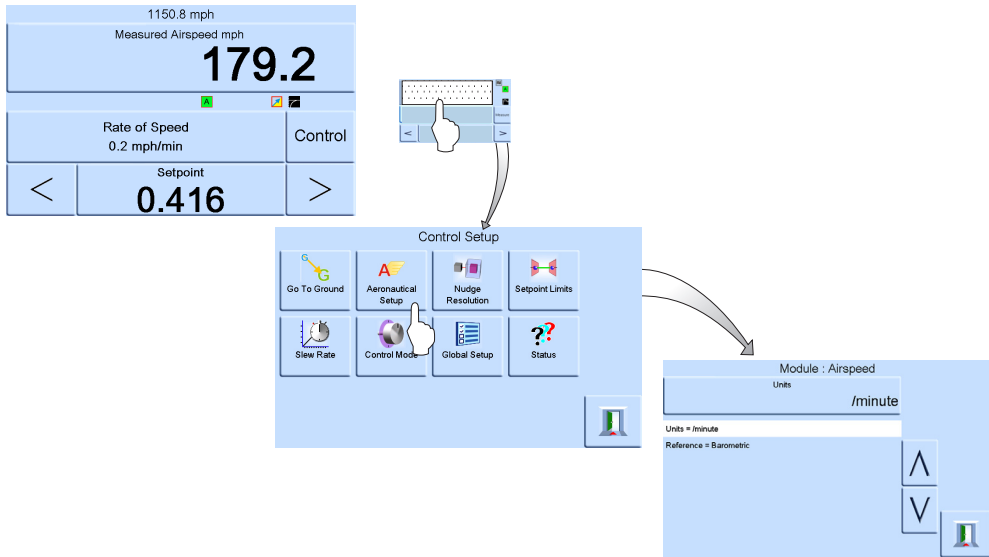 1150.8 mph
Measured Airspeed mph
179.2
A
Rate of Speed
0.2 mph/min
Control
<
Setpoint
0.416
>
<
>
Control Setup
G
G
Go To Ground
A
Aeronautical
Setup
Nudge
Resolution
Setpoint Limits
Slew Rate
Control Mode
Global Setup
???
Status
Module : Airspeed
Units
/minute
Units = /minute
Reference = Barometric